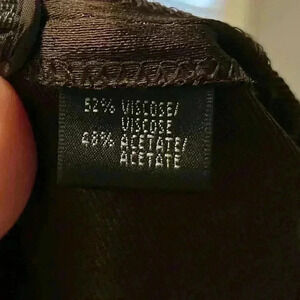 52% VISCOSE/
VISCOSE
48% ACETATE/
ACETATE